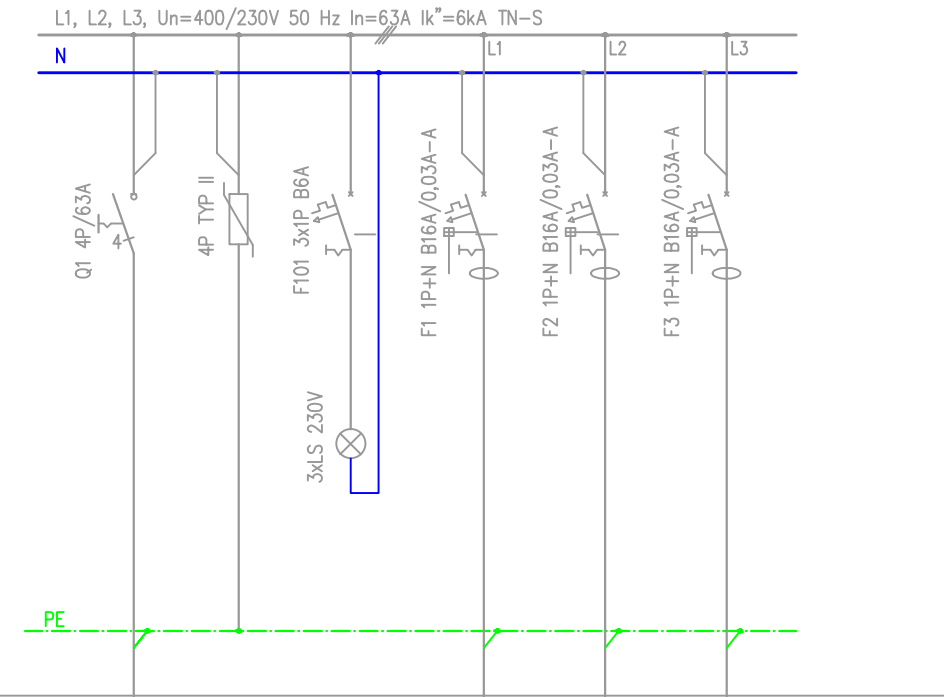 L1, L2, L3, Un=400/230V 50 Hz In=63A Ik”=6kA TN-S
N
L1
L2
L3
Q1 4P/63A
4
4P TYP II
F101 3x1P B6A
F1 1P+N B16A/0,03A-A
F2 1P+N B16A/0,03A-A
F3 1P+N B16A/0,03A-A
3xLS 230V
PE